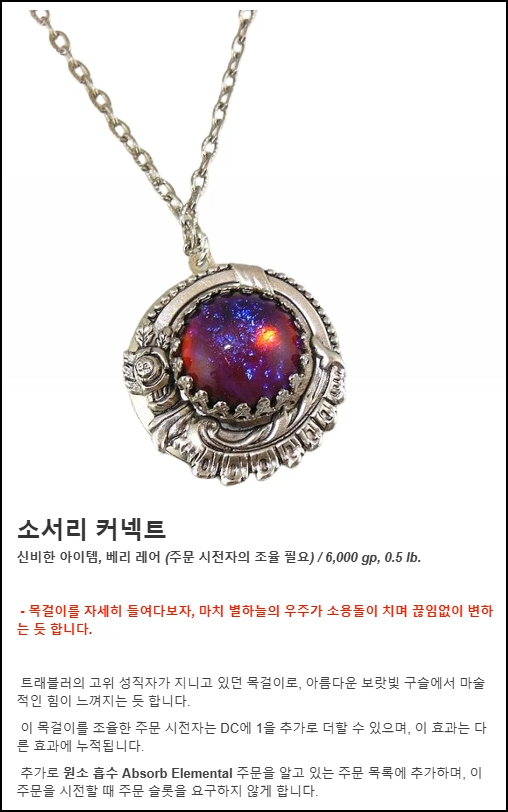 소서리 커넥트
신비한 아이템, 베리 레어 (주문 시전자의 조율 필요) / 6,000 gp, 0.5 lb.
- 목걸이를 자세히 들여다보자, 마치 별하늘의 우주가 소용돌이 치며 끊임없이 변하
는 듯 합니다.
트래블러의 고위 성직자가 지니고 있던 목걸이로, 아름다운 보랏빛 구슬에서 마술
적인 힘이 느껴지는 듯 합니다.
이 목걸이를 조율한 주문 시전자는 DC에 1을 추가로 더할 수 있으며, 이 효과는 다
른 효과에 누적됩니다.
추가로 원소 흡수 Absorb Elemental 주문을 알고 있는 주문 목록에 추가하며, 이
주문을 시전할 때 주문 슬롯을 요구하지 않게 합니다.